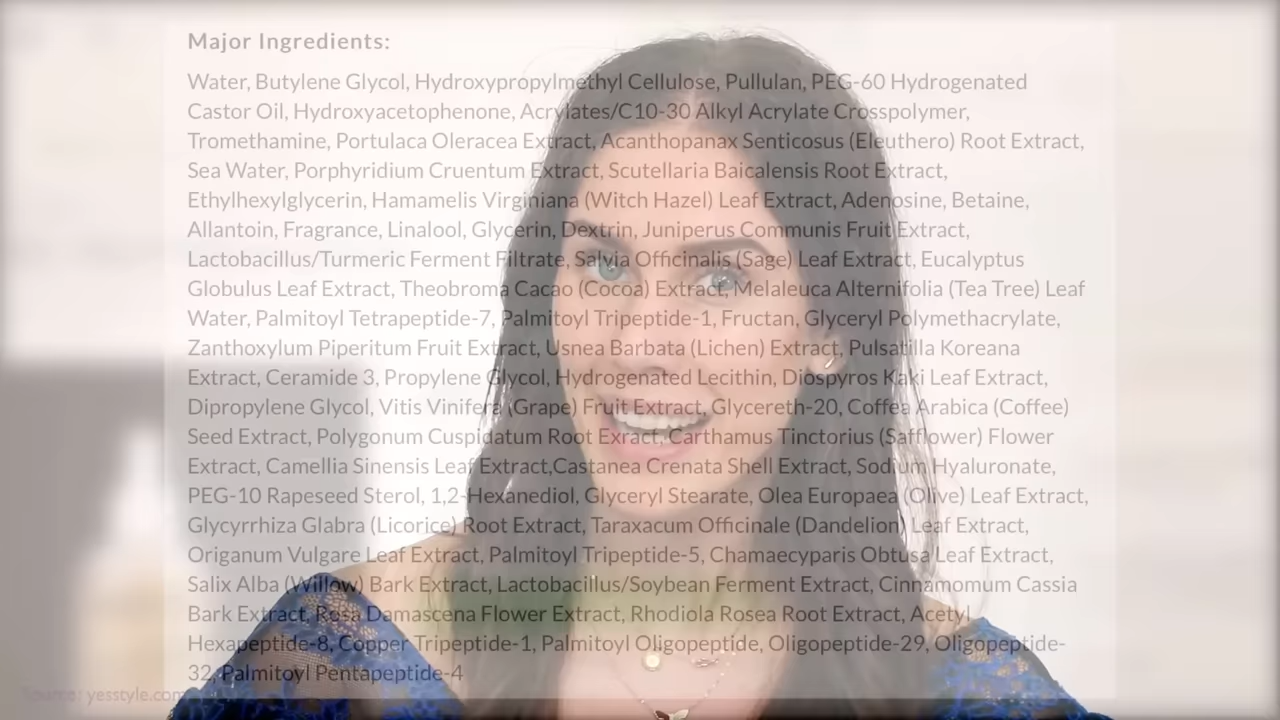 Major Ingredients:
Water, Butylene Glycol, Hydroxypropylmethyl Cellulose, Pullulan, PEG-60 Hydrogenated
Castor Oil, Hydroxyacetophenone, Acrylates/C10-30 Alkyl Acrylate Crosspolymer,
Tromethamine, Portulaca Oleracea Extract, Acanthopanax Senticosus (Eleuthero) Root Extract,
Sea Water, Porphyridium Cruentum Extract, Scutellaria Baicalensis Root Extract,
Ethylhexylglycerin, Hamamelis Virginiana (Witch Hazel) Leaf Extract, Adenosine, Betaine,
Allantoin, Fragrance, Linalool, Glycerin, Dextrin, Juniperus Communis Fruit Extract,
Lactobacillus/Turmeric Ferment Filtrate, Salvia Officinalis (Sage) Leaf Extract, Eucalyptus
Globulus Leaf Extract, Theobroma Cacao (Coco) Extract, Melaleuca Alternifolia (Tea Tree) Leaf
Water, Palmitoyl Tetrapeptide-7, Palmitoyl Tripeptide-1, Fructan, Glyceryl Polymethacrylate,
Zanthoxylum Piperitum Fruit Extract, Usnea Barbata (Lichen) Extract, Pulsatilla Koreana
Extract, Ceramide 3, Propylene Glycol, Hydrogenated Lecithin, Diospyros Kaki Leaf Extract,
Dipropylene Glycol, Vitis Vinifera (Grape) Fruit Extract, Glycereth-20, Coffea Arabica (Coffee)
Seed Extract, Polygonum Cuspidatum Root Extract, Carthamus Tinctorius (Safflower) Flower
Extract, Camellia Sinensis Leaf Extract,Castanea Crenata Shell Extract, Sodium Hyaluronate,
PEG-10 Rapeseed Sterol, 1,2-Hexanediol, Glyceryl Stearate, Olea Europaea (Olive) Leaf Extract,
Glycyrrhiza Glabra (Licorice) Root Extract, Taraxacum Officinale (Dandelion) Leaf Extract,
Origanum Vulgare Leaf Extract, Palmitoyl Tripeptide-5, Chamaecyparis Obtusa Leaf Extract,
Salix Alba (Willow) Bark Extract, Lactobacillus/Soybean Ferment Extract, Cinnamomum Cassia
Bark Extract, Rosa Damascena Flower Extract, Rhodiola Rosea Root Extract, Acetyl
Hexapeptide-8, Copper Tripeptide-1, Palmitoyl Oligopeptide, Oligopeptide-29, Oligopeptide-
32, Palmitoyl Pentapeptide-4
Source: yesstyle.com